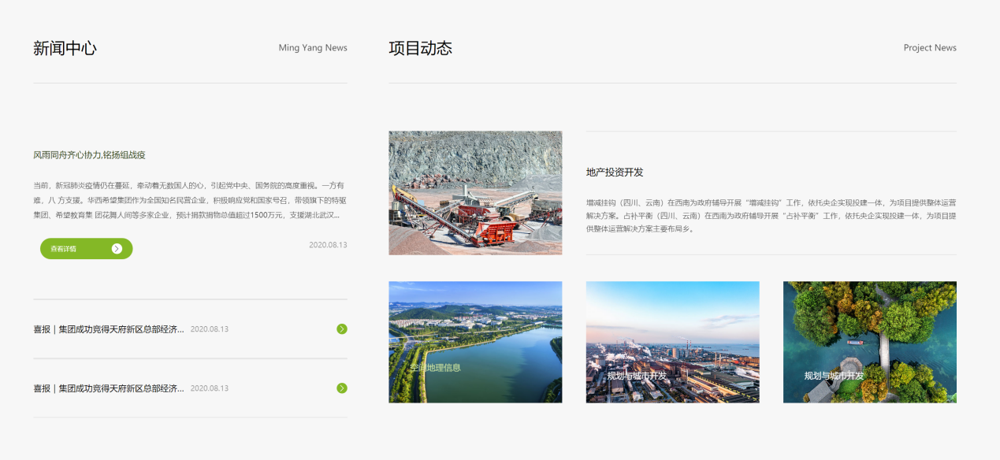 新闻中心
Ming Yang News
风雨同舟齐心协力,铭扬组战疫
当前，新冠肺炎疫情仍在蔓延，牵动着无数国人的心，引起党中央、国务院的高度重视。一方有
难，八 方支援。华西希望集团作为全国知名民营企业，积极响应党和国家号召，带领旗下的特驱
集团、希望教育集 团花舞人间等多家企业，预计捐款捐物总值超过1500万元，支援湖北武汉...
查看详情
2020.08.13
喜报｜集团成功竞得天府新区总部经济... 2020.08.13
喜报｜集团成功竞得天府新区总部经济... 2020.08.13
项目动态
Project News
地产投资开发
增减挂钩（四川、云南）在西南为政府辅导开展“增减挂钩”工作，依托央企实现投建一体，为项目提供整体运营
解决方案。占补平衡（四川、云南）在西南为政府辅导开展“占补平衡”工作，依托央企实现投建一体，为项目提
供整体运营解决方案主要布局乡。
空间地理信息
规划与城市开发
规划与城市开发